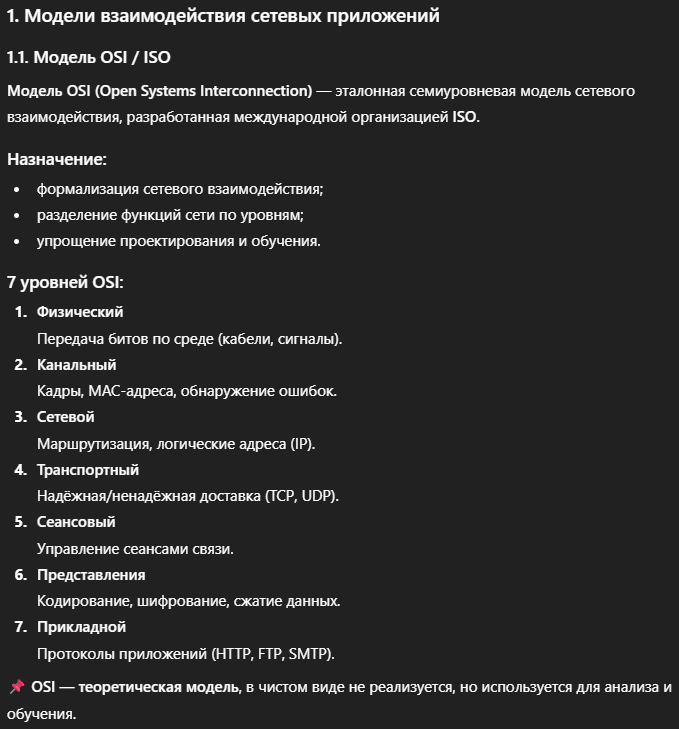 1. Модели взаимодействия сетевых приложений
1.1. Модель OSI / ISO
Модель OSI (Open Systems Interconnection) — эталонная семиуровневая модель сетевого
взаимодействия, разработанная международной организацией ISO.
Назначение:
• формализация сетевого взаимодействия;
• разделение функций сети по уровням;
• упрощение проектирования и обучения.
7 уровней OSI:
1. Физический
Передача битов по среде (кабели, сигналы).
2. Канальный
Кадры, MAC-адреса, обнаружение ошибок.
3. Сетевой
Маршрутизация, логические адреса (IP).
4. Транспортный
Надёжная/ненадёжная доставка (TCP, UDP).
5. Сеансовый
Управление сеансами связи.
6. Представления
Кодирование, шифрование, сжатие данных.
7. Прикладной
Протоколы приложений (HTTP, FTP, SMTP).
📌 OSI — теоретическая модель, в чистом виде не реализуется, но используется для анализа и
обучения.